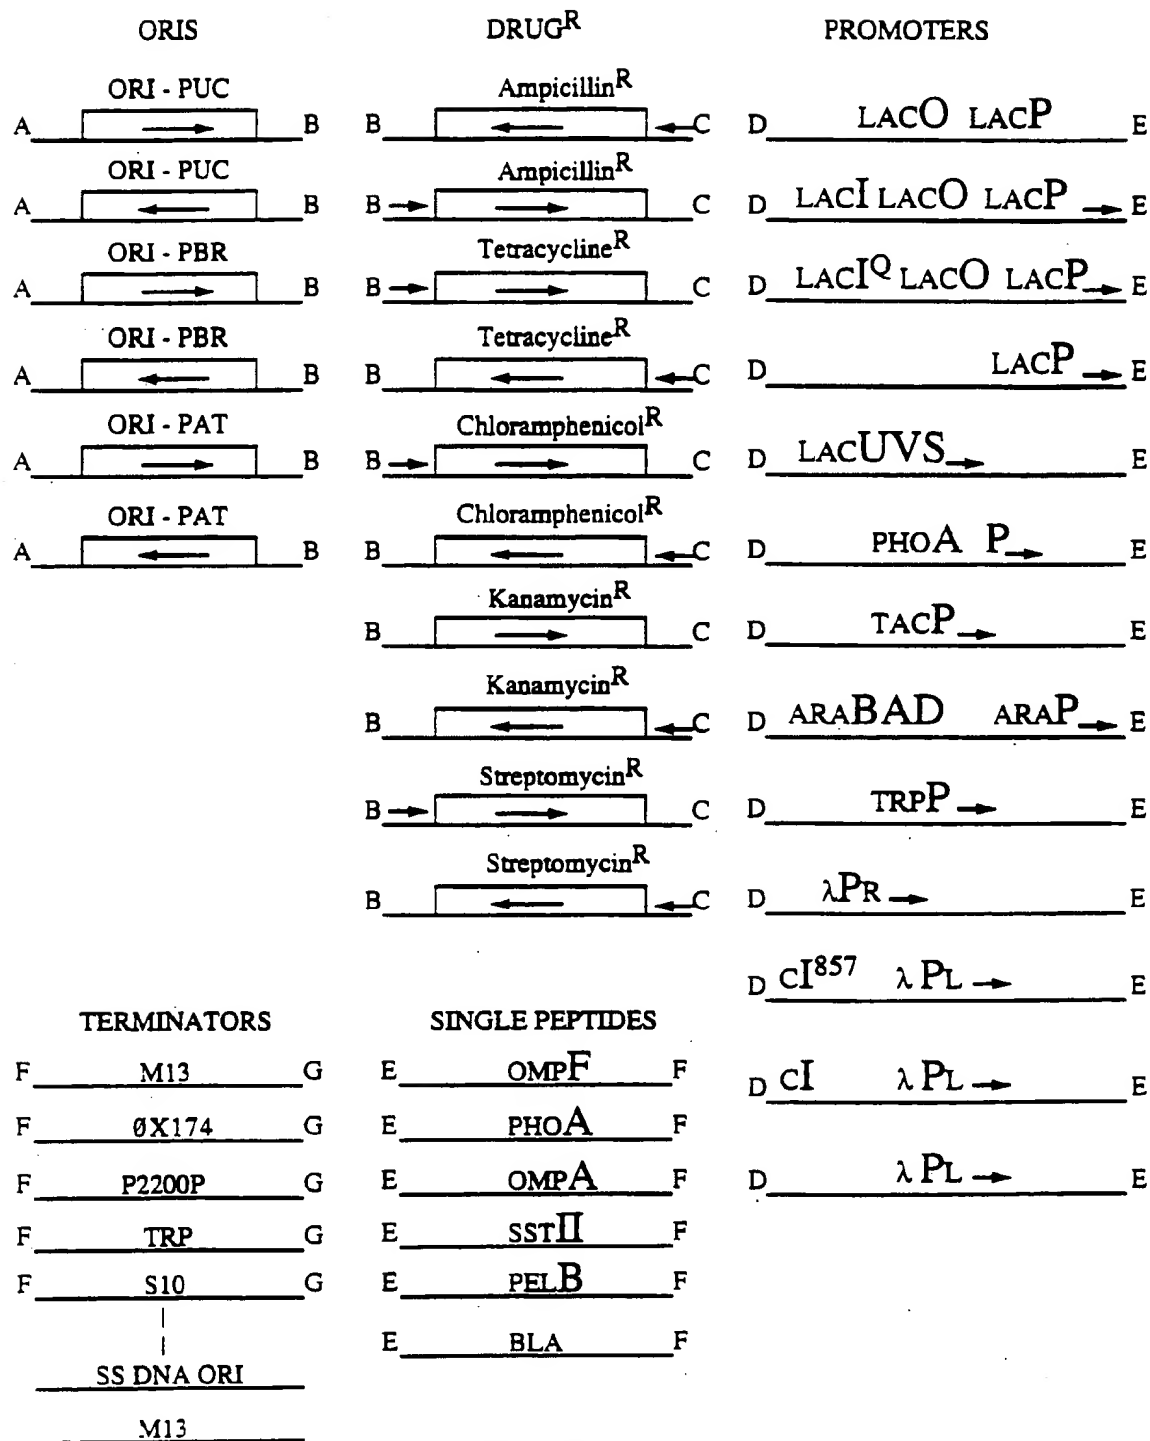 ORIS DRUGR PROMOTERS
ORI - PUC AmpicillinR
A B B C D LACO LACP E
ORI - PUC AmpicillinR
A B B C D LACI LACO LACP E
ORI - PBR TetracyclineR
A B B C D LACIQ LACO LACP E
ORI - PBR TetracyclineR
A B B C D LACP E
ORI - PAT ChloramphenicolR
A B B C D LACUVS E
ORI - PAT ChloramphenicolR
A B B C D PHOA P E
KanamycinR
B C D TACP E
KanamycinR
B C D ARABAD ARAP E
StreptomycinR
B C D TRPP E
StreptomycinR
B C D λPR E
D CI857 λ PL E
TERMINATORS SINGLE PEPTIDES
F M13 G E OMPF F D CI λ PL E
F ØX174 G E PHOA F
F P2200P G E OMPA F D λ PL E
F TRP G E SSTII F
F S10 G E PELB F
E BLA F
SS DNA ORI
M13